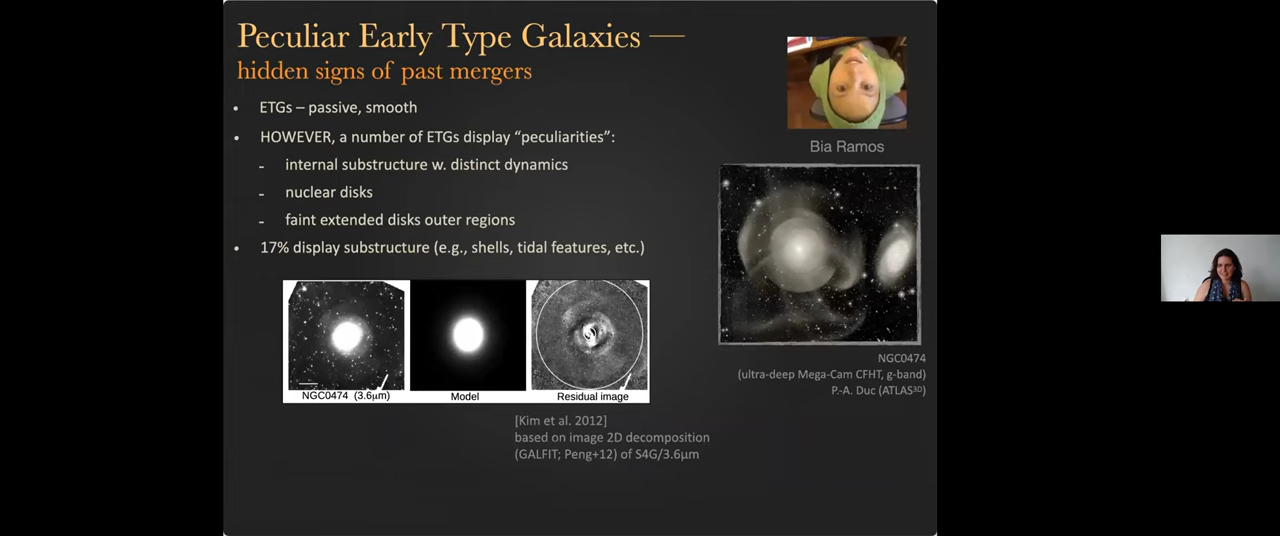 Peculiar Early Type Galaxies —
hidden signs of past mergers
• ETGs – passive, smooth
• HOWEVER, a number of ETGs display “peculiarities”:
- internal substructure w. distinct dynamics
- nuclear disks
- faint extended disks outer regions
• 17% display substructure (e.g., shells, tidal features, etc.)
Bia Ramos
NGC0474
(ultra-deep Mega-Cam CFHT, g-band)
P.-A. Duc (ATLAS³ᴰ)
NGC0474 (3.6μm)
Model
Residual image
[Kim et al. 2012]
based on image 2D decomposition
(GALFIT; Peng+12) of S4G/3.6μm